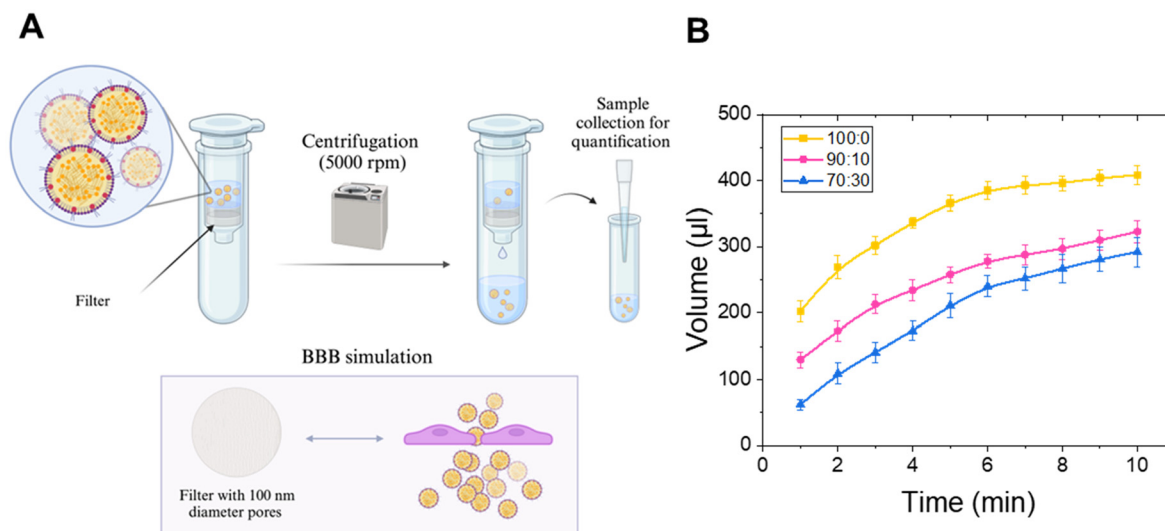 A
Centrifugation
(5000 rpm)
Sample
collection for
quantification
Filter
BBB simulation
Filter with 100 nm
diameter pores
B
500
400
300
200
100
0
100:0
90:10
70:30
Volume (µl)
0
2
4
6
8
10
Time (min)